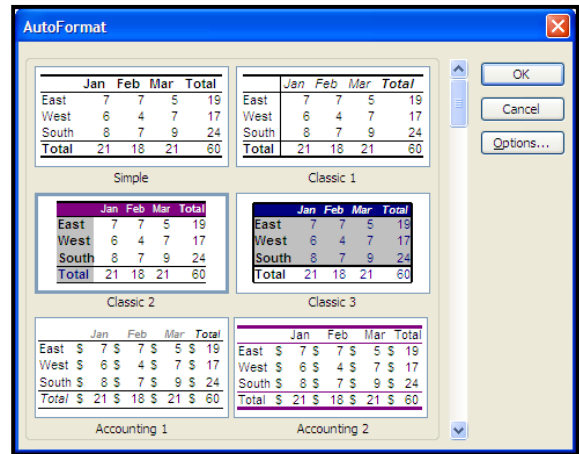 AutoFormat
Jan Feb Mar Total
East 7 7 5 19
West 6 4 7 17
South 8 7 9 24
Total 21 18 21 60
Simple
Jan Feb Mar Total
East 7 7 5 19
West 6 4 7 17
South 8 7 9 24
Total 21 18 21 60
Classic 1
OK
Cancel
Options...
Jan Feb Mar Total
East 7 7 5 19
West 6 4 7 17
South 8 7 9 24
Total 21 18 21 60
Classic 2
Jan Feb Mar Total
East 7 7 5 19
West 6 4 7 17
South 8 7 9 24
Total 21 18 21 60
Classic 3
Jan Feb Mar Total
East $ 7 $ 7 $ 5 $ 19
West $ 6 $ 4 $ 7 $ 17
South $ 8 $ 7 $ 9 $ 24
Total $ 21 $ 18 $ 21 $ 60
Accounting 1
Jan Feb Mar Total
East $ 7 $ 7 $ 5 $ 19
West $ 6 $ 4 $ 7 $ 17
South $ 8 $ 7 $ 9 $ 24
Total $ 21 $ 18 $ 21 $ 60
Accounting 2